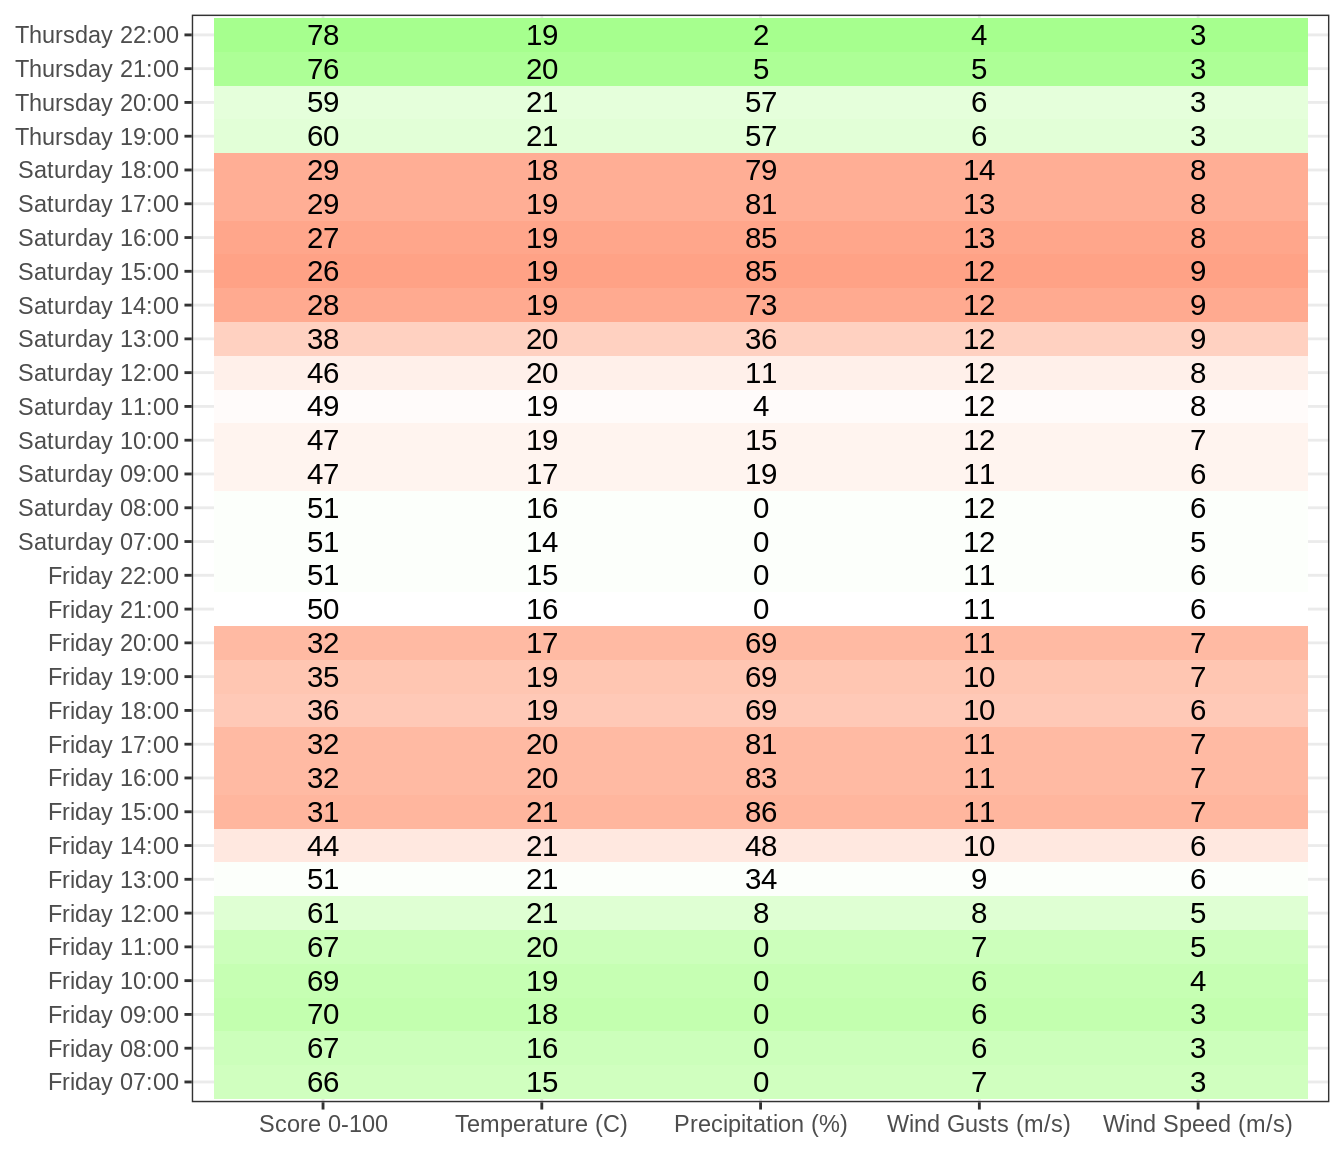 Thursday 22:00 78 19 2 4 3
Thursday 21:00 76 20 5 5 3
Thursday 20:00 59 21 57 6 3
Thursday 19:00 60 21 57 6 3
Saturday 18:00 29 18 79 14 8
Saturday 17:00 29 19 81 13 8
Saturday 16:00 27 19 85 13 8
Saturday 15:00 26 19 85 12 9
Saturday 14:00 28 19 73 12 9
Saturday 13:00 38 20 36 12 9
Saturday 12:00 46 20 11 12 8
Saturday 11:00 49 19 4 12 8
Saturday 10:00 47 19 15 12 7
Saturday 09:00 47 17 19 11 6
Saturday 08:00 51 16 0 12 6
Saturday 07:00 51 14 0 12 5
Friday 22:00 51 15 0 11 6
Friday 21:00 50 16 0 11 6
Friday 20:00 32 17 69 11 7
Friday 19:00 35 19 69 10 7
Friday 18:00 36 19 69 10 6
Friday 17:00 32 20 81 11 7
Friday 16:00 32 20 83 11 7
Friday 15:00 31 21 86 11 7
Friday 14:00 44 21 48 10 6
Friday 13:00 51 21 34 9 6
Friday 12:00 61 21 8 8 5
Friday 11:00 67 20 0 7 5
Friday 10:00 69 19 0 6 4
Friday 09:00 70 18 0 6 3
Friday 08:00 67 16 0 6 3
Friday 07:00 66 15 0 7 3
Score 0-100 Temperature (C) Precipitation (%) Wind Gusts (m/s) Wind Speed (m/s)